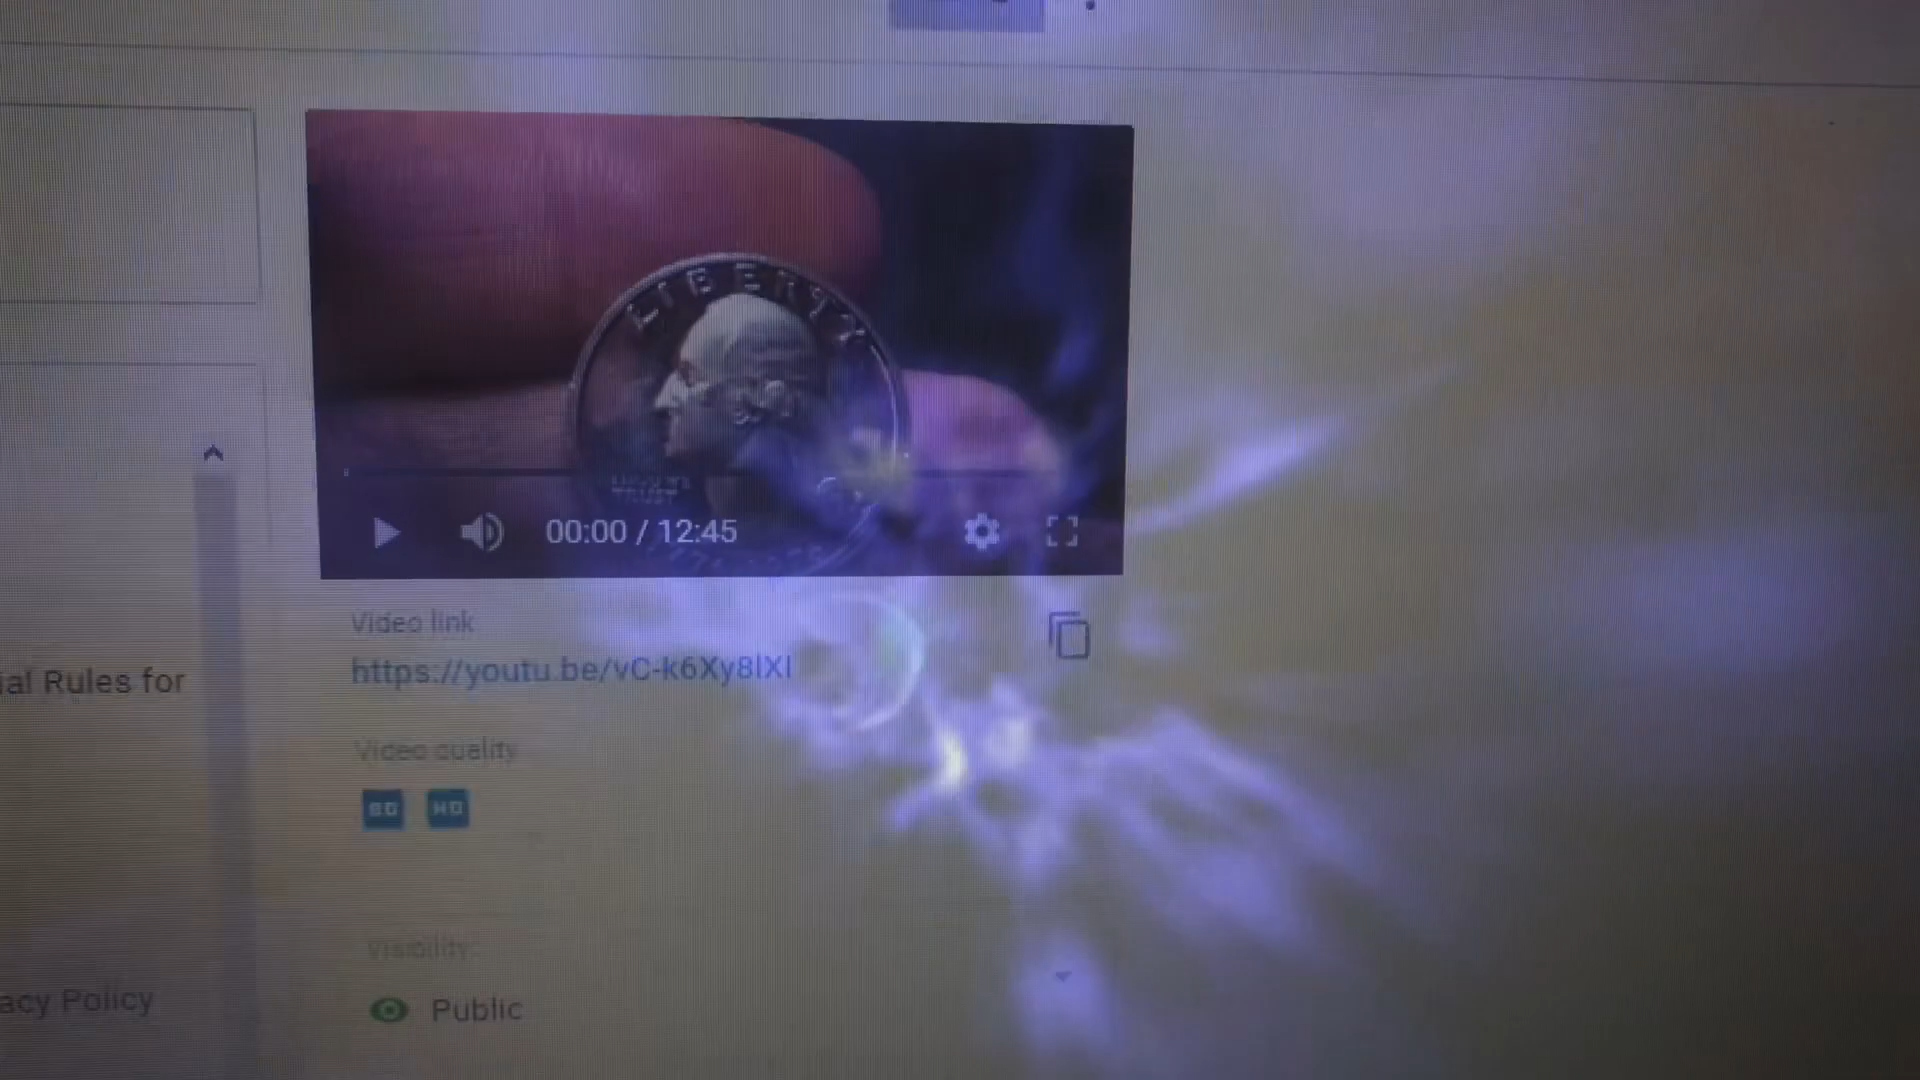 LIBERTY
TRUST
00:00 / 12:45
Video link
https://youtu.be/vC-k6Xy8lXI
ial Rules for
Video quality
SD HD
Visibility
acy Policy
Public